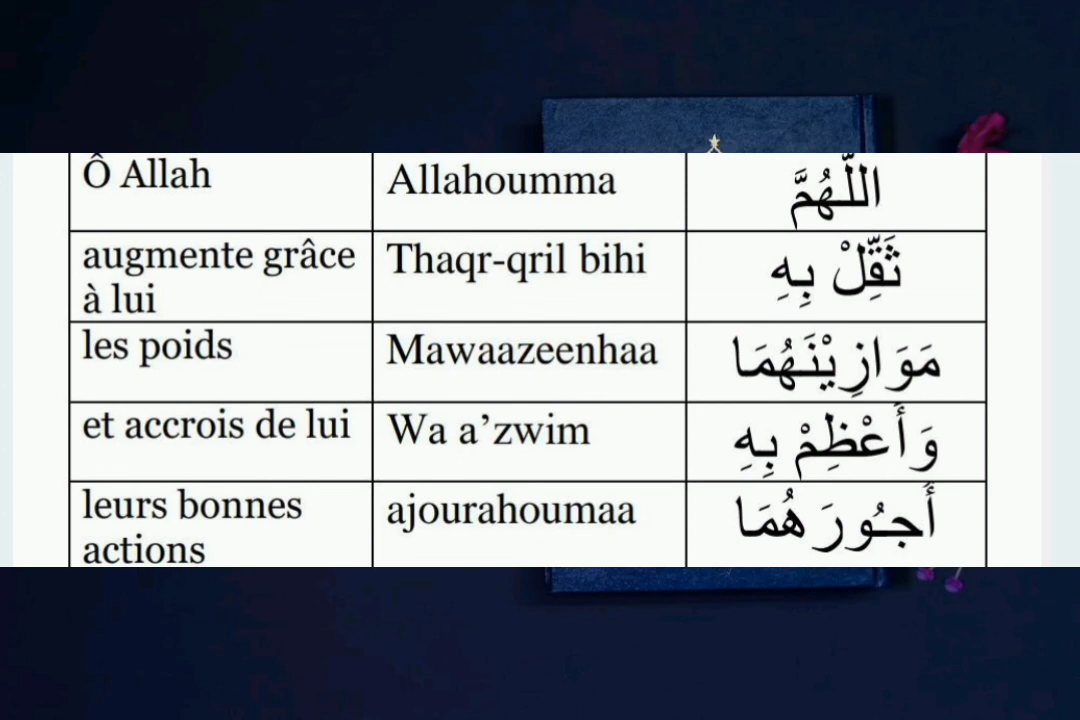 Ô Allah
Allahoumma
اللَّهُمَّ
augmente grâce
à lui
Thaqr-qril bihi
ثَقِّلْ بِهِ
les poids
Mawaazeenhaa
مَوَازِيْنَهُمَا
et accrois de lui
Wa a’zwim
وَأَعْظِمْ بِهِ
leurs bonnes
actions
ajourahoumaa
أَجُورَهُمَا